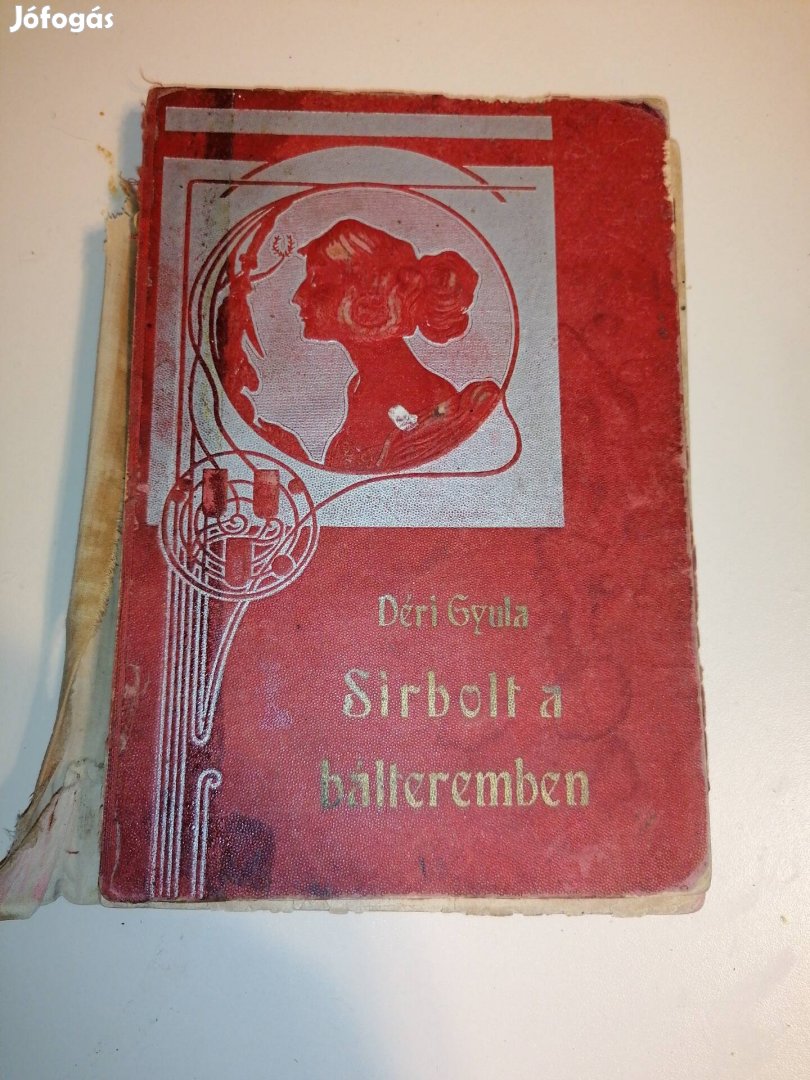 Jófogás
Déri Gyula
Sirbolt a
bálteremben